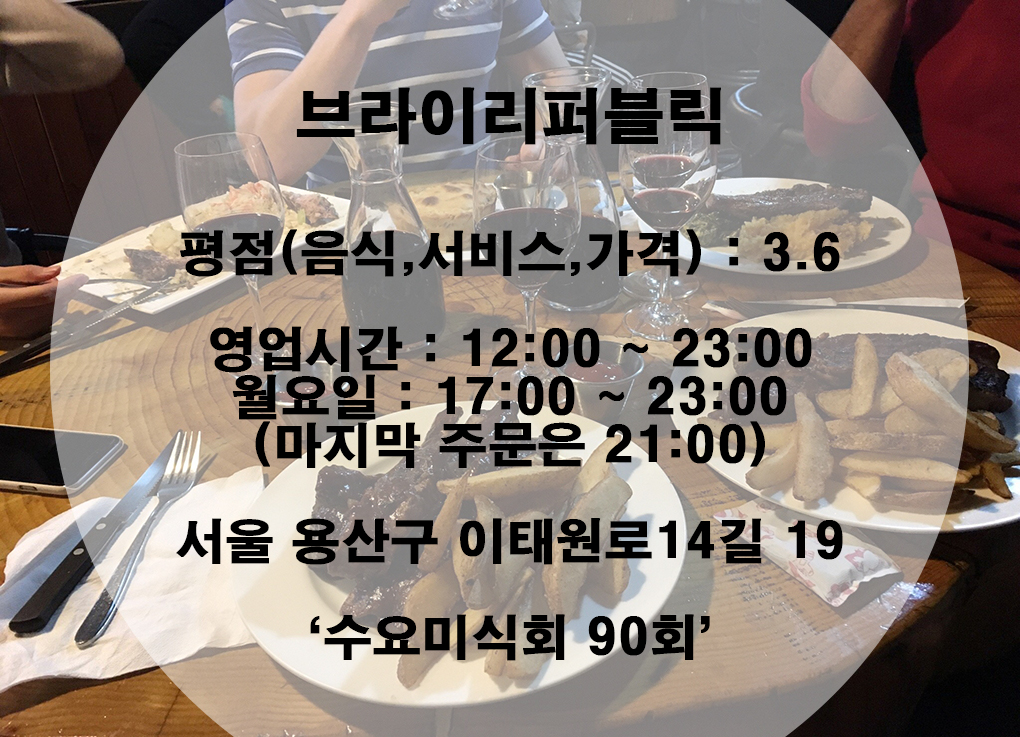 브라이리퍼블릭
평점(음식,서비스,가격) : 3.6
영업시간 : 12:00 ~ 23:00
월요일 : 17:00 ~ 23:00
(마지막 주문은 21:00)
서울 용산구 이태원로14길 19
‘수요미식회 90회’